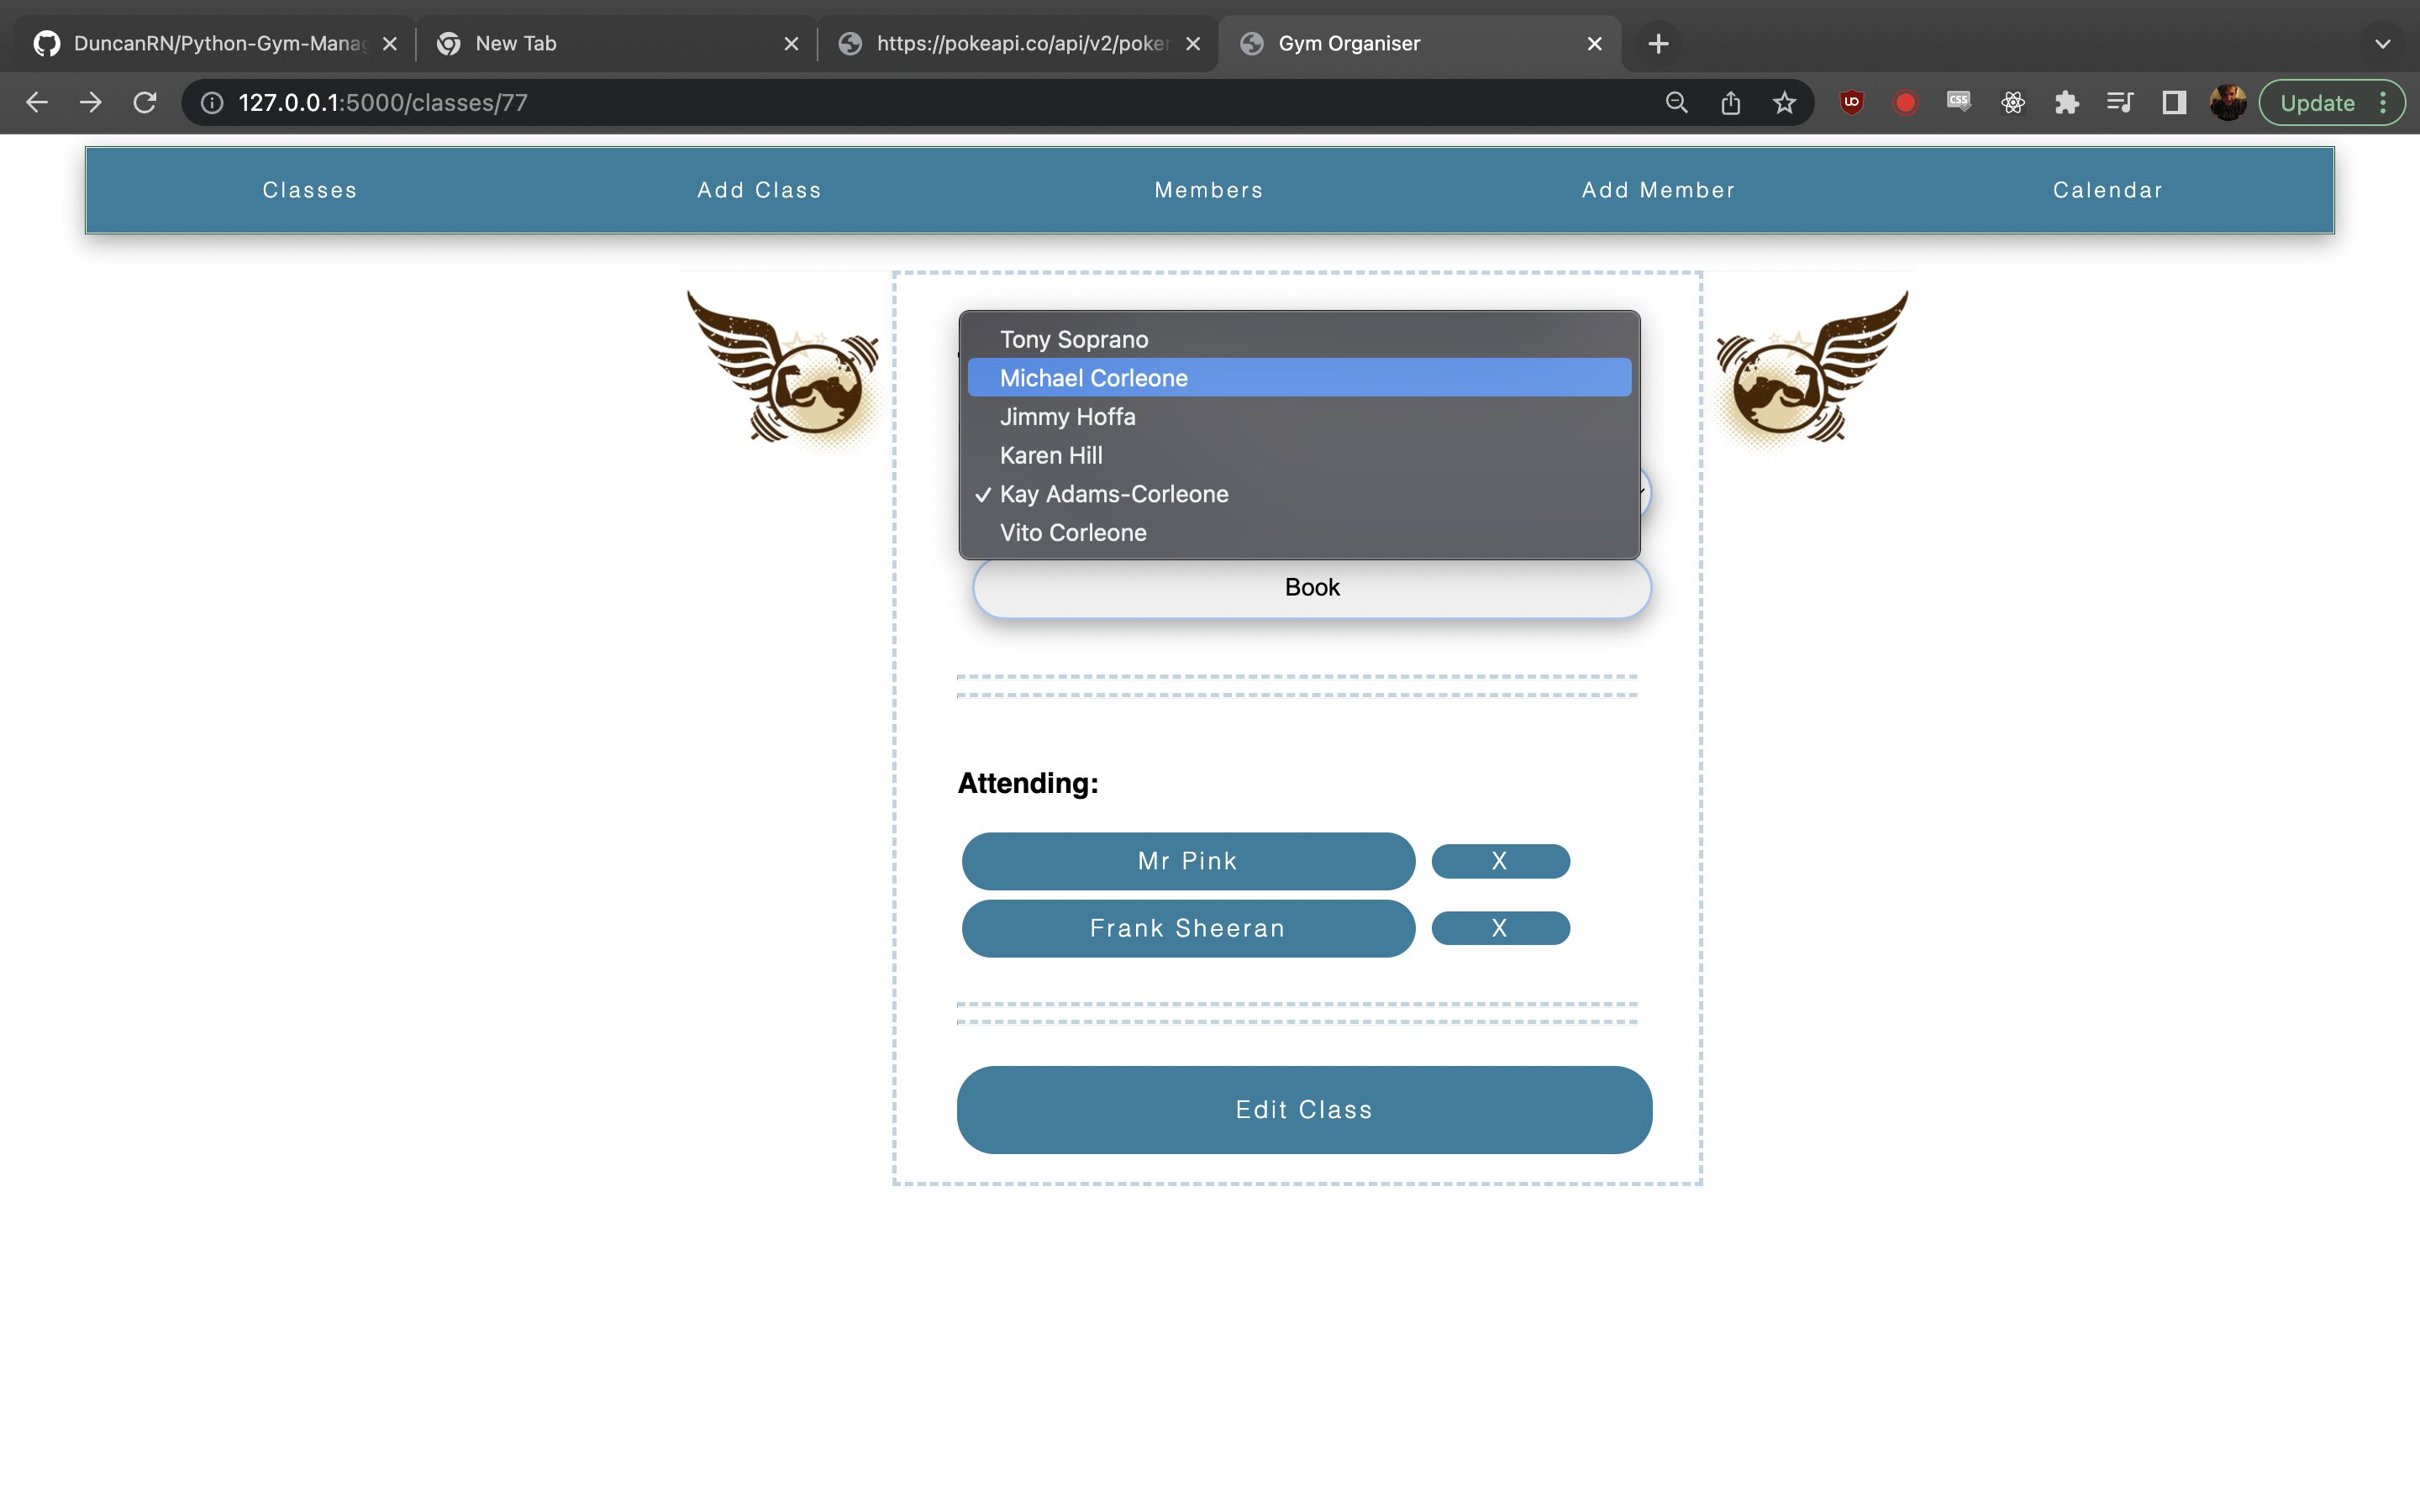 DuncanRN/Python-Gym-Manag
New Tab
https://pokeapi.co/api/v2/poker
Gym Organiser
127.0.0.1:5000/classes/77
UO
CSS
Update
Classes
Add Class
Members
Add Member
Calendar
Tony Soprano
Michael Corleone
Jimmy Hoffa
Karen Hill
✓ Kay Adams-Corleone
Vito Corleone
Book
Attending:
Mr Pink X
Frank Sheeran X
Edit Class